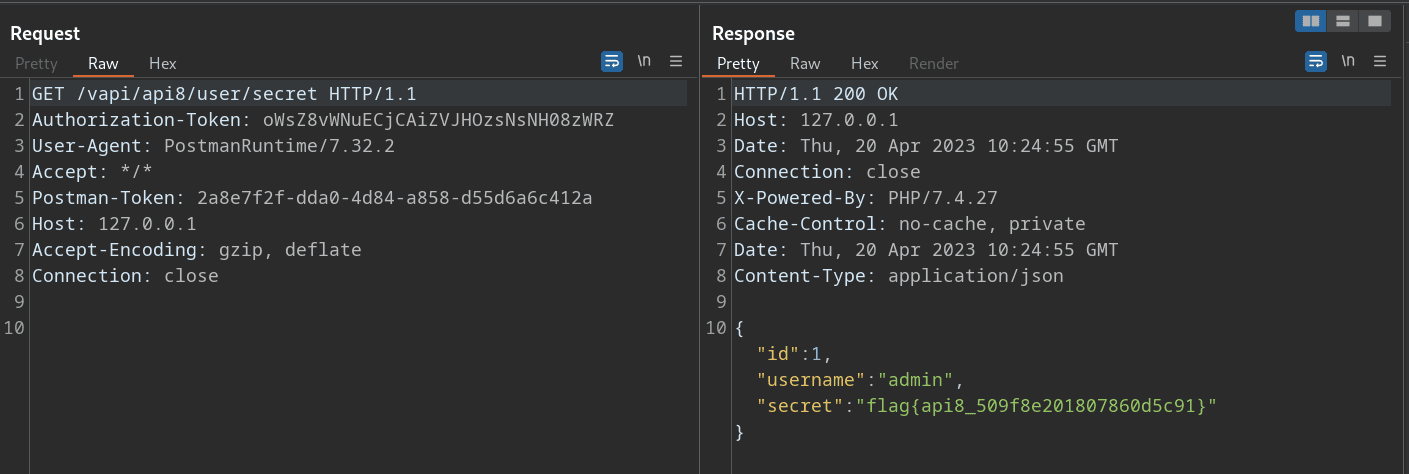 Request
Pretty Raw Hex \n
1 GET /vapi/api8/user/secret HTTP/1.1
2 Authorization-Token: oWsZ8vWNuECjCAiZVJHOzsNsNH08zWRZ
3 User-Agent: PostmanRuntime/7.32.2
4 Accept: */*
5 Postman-Token: 2a8e7f2f-dda0-4d84-a858-d55d6a6c412a
6 Host: 127.0.0.1
7 Accept-Encoding: gzip, deflate
8 Connection: close
9
10
Response
Pretty Raw Hex Render \n
1 HTTP/1.1 200 OK
2 Host: 127.0.0.1
3 Date: Thu, 20 Apr 2023 10:24:55 GMT
4 Connection: close
5 X-Powered-By: PHP/7.4.27
6 Cache-Control: no-cache, private
7 Date: Thu, 20 Apr 2023 10:24:55 GMT
8 Content-Type: application/json
9
10 {
"id":1,
"username":"admin",
"secret":"flag{api8_509f8e201807860d5c91}"
}